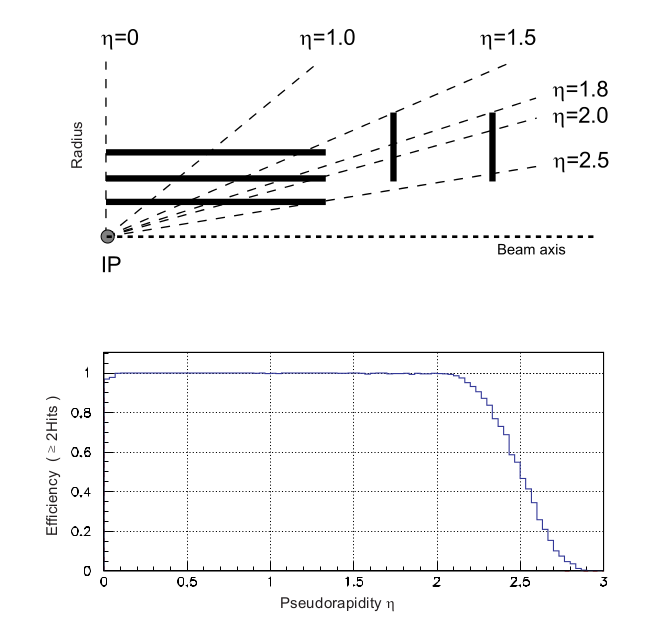 η=0
η=1.0
η=1.5
η=1.8
η=2.0
η=2.5
Radius
Beam axis
IP
Efficiency ( ≥ 2Hits )
1
0.8
0.6
0.4
0.2
0
0 0.5 1 1.5 2 2.5 3
Pseudorapidity η